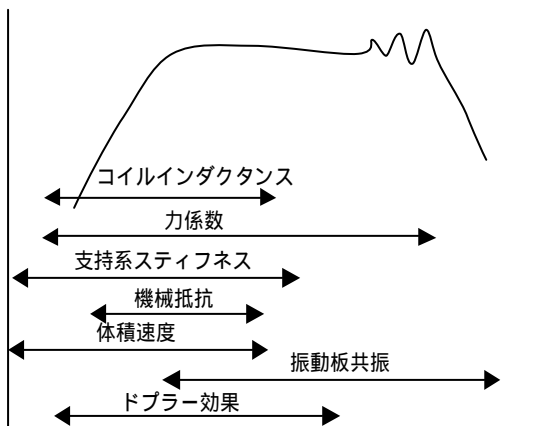 コイルインダクタンス
力係数
支持系スティフネス
機械抵抗
体積速度
振動板共振
ドプラー効果